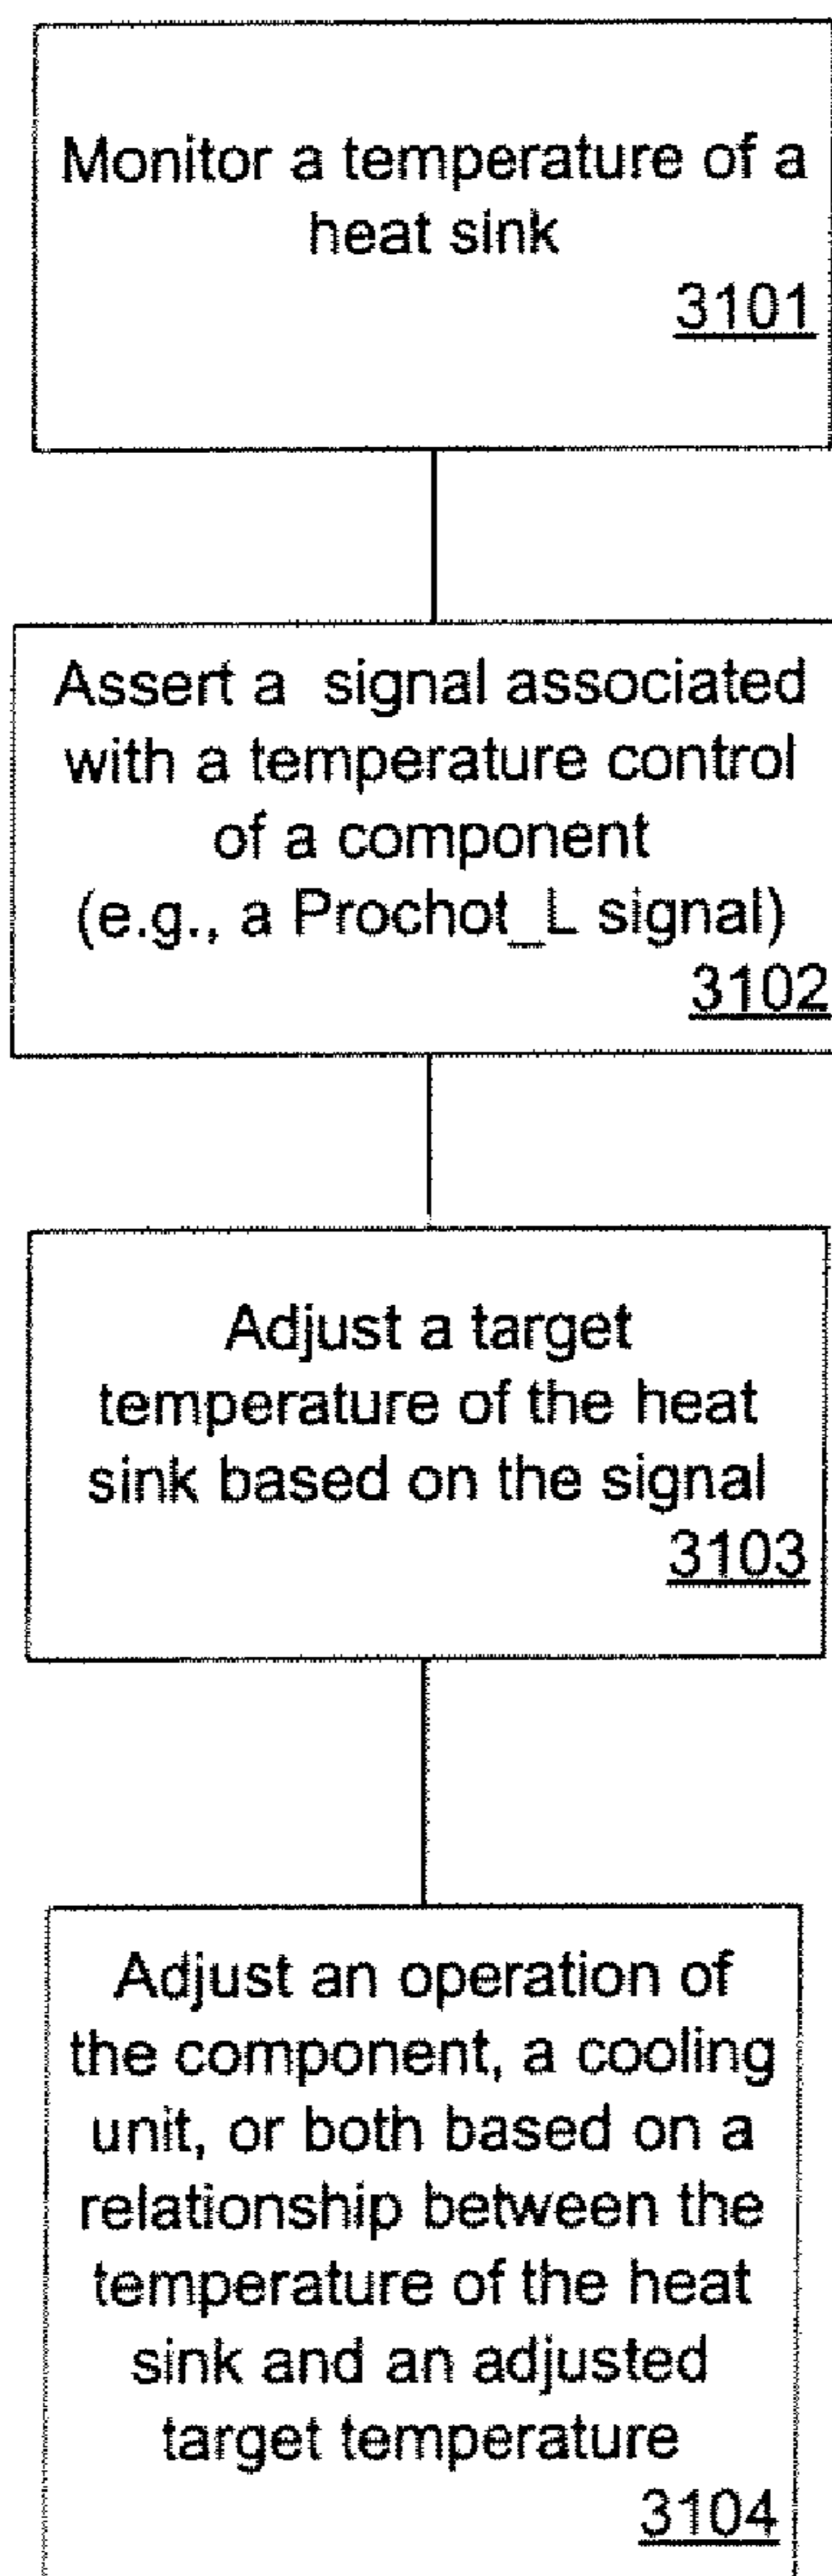 Monitor a temperature of a
heat sink
3101
Assert a signal associated
with a temperature control
of a component
(e.g., a Prochot_L signal)
3102
Adjust a target
temperature of the heat
sink based on the signal
3103
Adjust an operation of
the component, a cooling
unit, or both based on a
relationship between the
temperature of the heat
sink and an adjusted
target temperature
3104